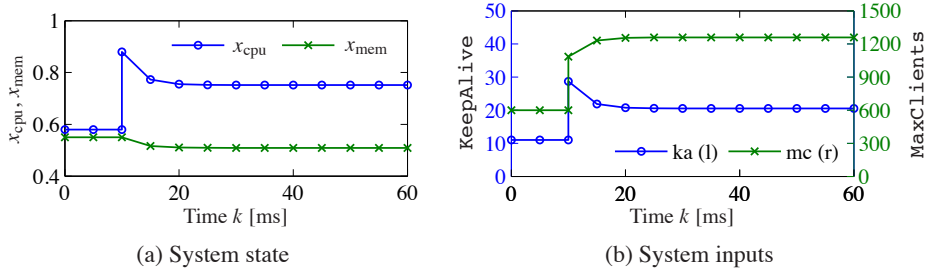 1
0.8
0.6
0.4
x_cpu, x_mem
x_cpu
x_mem
0 20 40 60
Time k [ms]
(a) System state
50
40
30
20
10
0
KeepAlive
1500
1200
900
600
300
0
MaxClients
ka (l)
mc (r)
0 20 40 60
Time k [ms]
(b) System inputs